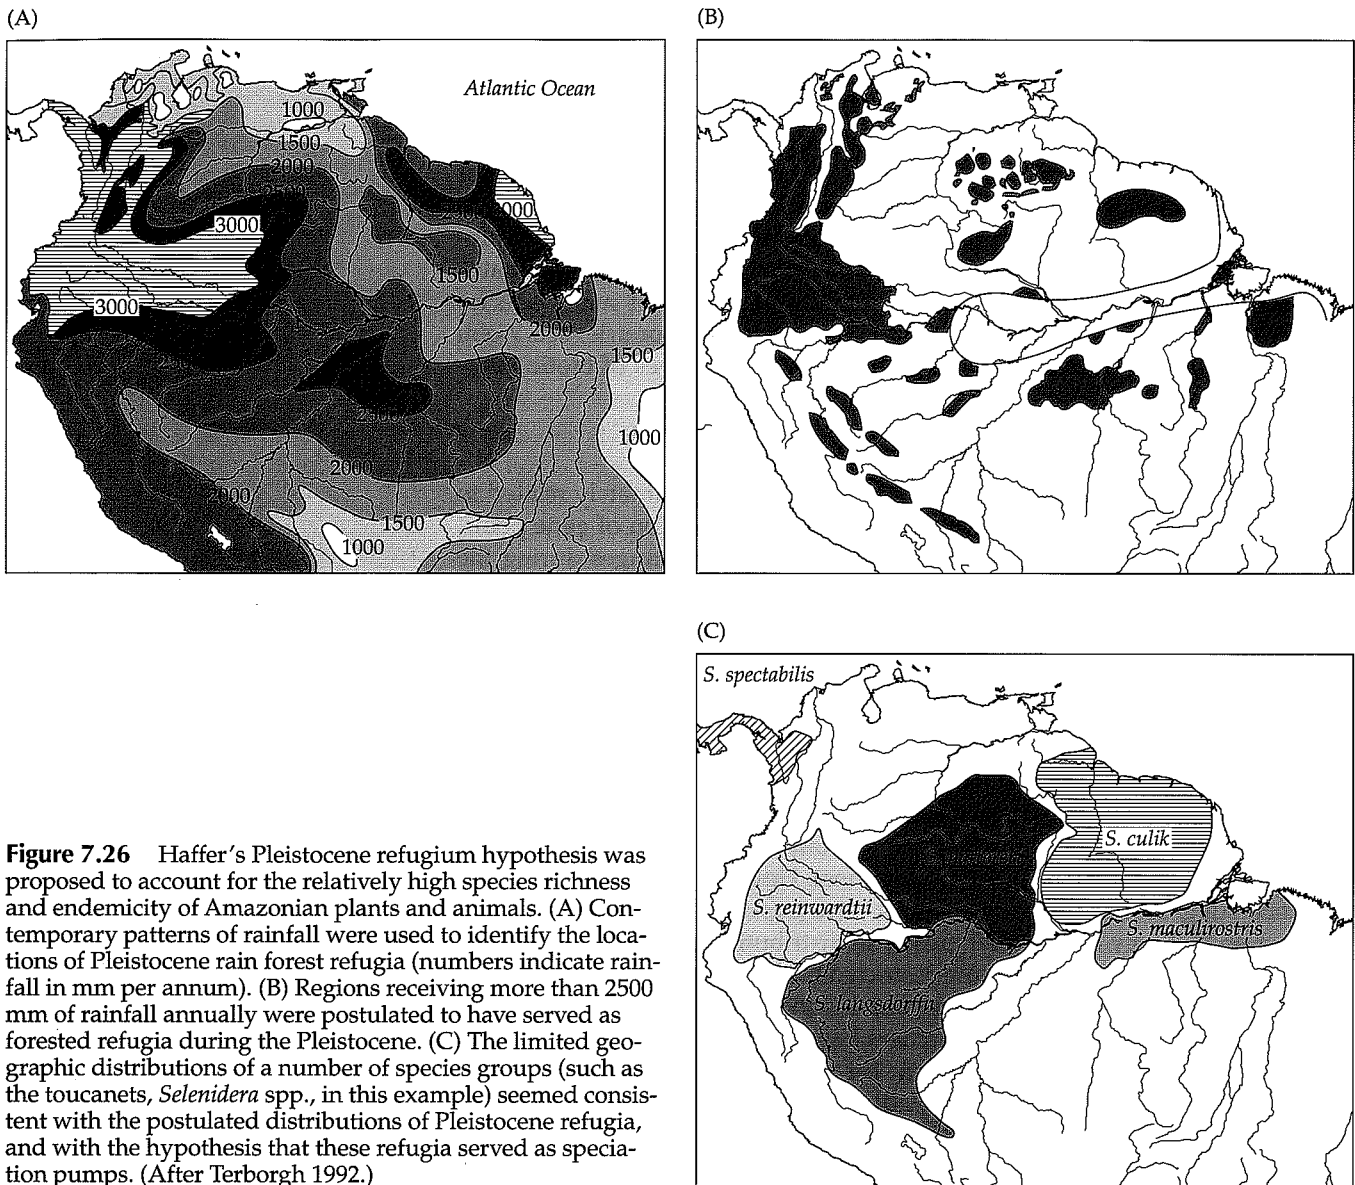 (A)
Atlantic Ocean
1000
1500
2000
3000
3000
1500
2000
1500
1000
2000
2000
1500
1000
(B)
(C)
S. spectabilis
S. culik
S. reinwardtii
S. maculirostris
S. langsdorffii
Figure 7.26 Haffer's Pleistocene refugium hypothesis was
proposed to account for the relatively high species richness
and endemicity of Amazonian plants and animals. (A) Con-
temporary patterns of rainfall were used to identify the loca-
tions of Pleistocene rain forest refugia (numbers indicate rain-
fall in mm per annum). (B) Regions receiving more than 2500
mm of rainfall annually were postulated to have served as
forested refugia during the Pleistocene. (C) The limited geo-
graphic distributions of a number of species groups (such as
the toucanets, Selenidera spp., in this example) seemed consis-
tent with the postulated distributions of Pleistocene refugia,
and with the hypothesis that these refugia served as specia-
tion pumps. (After Terborgh 1992.)